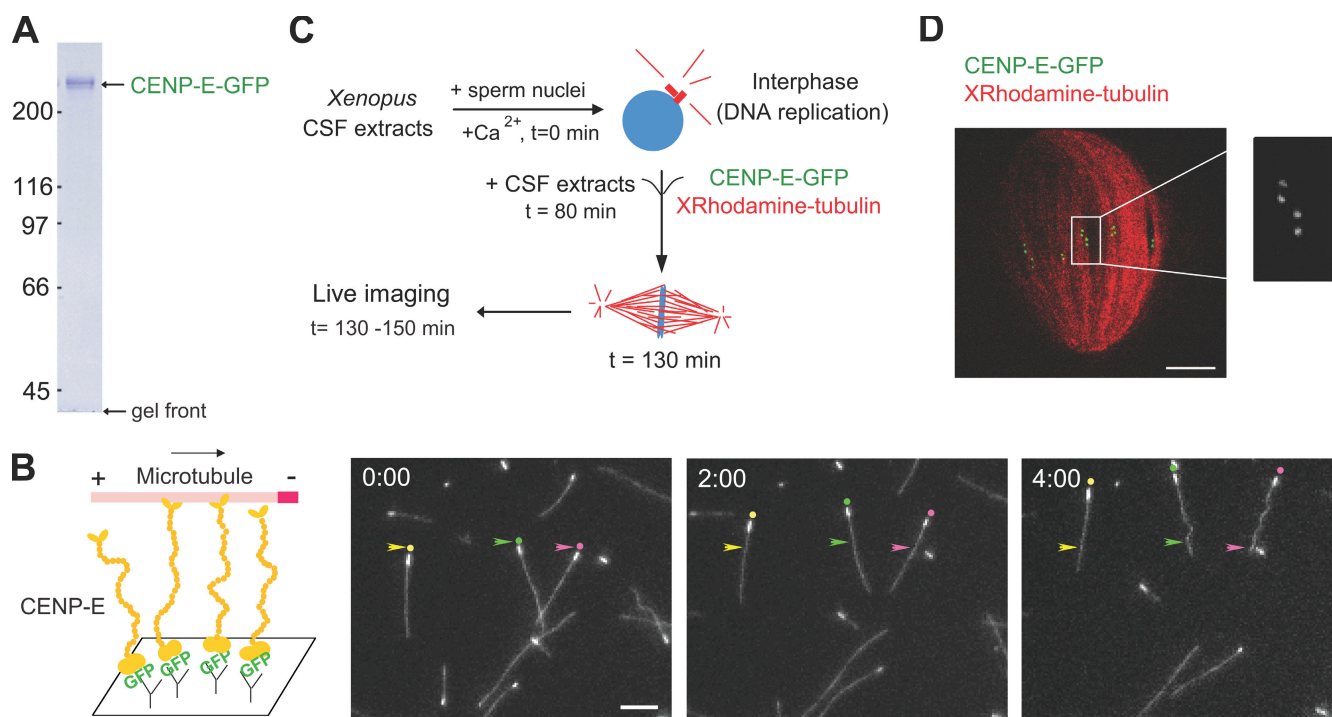 A
CENP-E-GFP
200
116
97
66
45
gel front
C
Xenopus
CSF extracts
+ sperm nuclei
+Ca2+, t=0 min
Interphase
(DNA replication)
+ CSF extracts
t = 80 min
CENP-E-GFP
XRhodamine-tubulin
Live imaging
t= 130 -150 min
t = 130 min
D
CENP-E-GFP
XRhodamine-tubulin
B
+
Microtubule
-
CENP-E
GFP
GFP
GFP
GFP
0:00
2:00
4:00